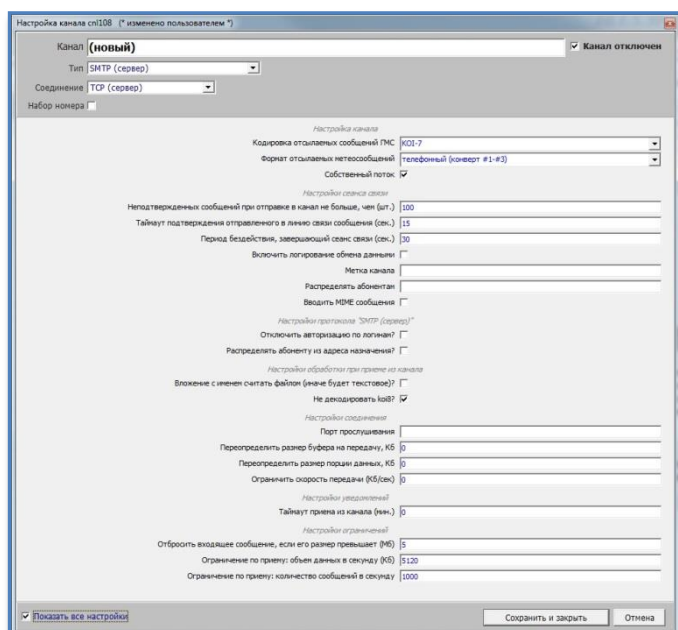 Настройка канала cnl108 (* изменено пользователем *)
Канал (новый) Канал отключен
Тип SMTP (сервер)
Соединение TCP (сервер)
Набор номера
Настройка канала
Кодировка отсылаемых сообщений ГМС KOI-7
Формат отсылаемых метеосообщений телефонный (конверт #1-#3)
Собственный поток
Настройки сеанса связи
Неподтвержденных сообщений при отправке в канал не больше, чем (шт.) 100
Таймаут подтверждения отправленного в линию связи сообщения (сек.) 15
Период бездействия, завершающий сеанс связи (сек.) 30
Включить логирование обмена данными
Метка канала
Распределять абонентам
Вводить MIME сообщения
Настройки протокола "SMTP (сервер)"
Отключить авторизацию по логинам?
Распределять абоненту из адреса назначения?
Настройки обработки при приеме из канала
Вложение с именем считать файлом (иначе будет текстовое)?
Не декодировать koi8?
Настройки соединения
Порт прослушивания
Переопределить размер буфера на передачу, Кб 0
Переопределить размер порции данных, Кб 0
Ограничить скорость передачи (Кб/сек) 0
Настройки уведомлений
Таймаут приема из канала (мин.) 0
Настройки ограничений
Отбросить входящее сообщение, если его размер превышает (Мб) 5
Ограничение по приему: объем данных в секунду (Кб) 5120
Ограничение по приему: количество сообщений в секунду 1000
Показать все настройки Сохранить и закрыть Отмена